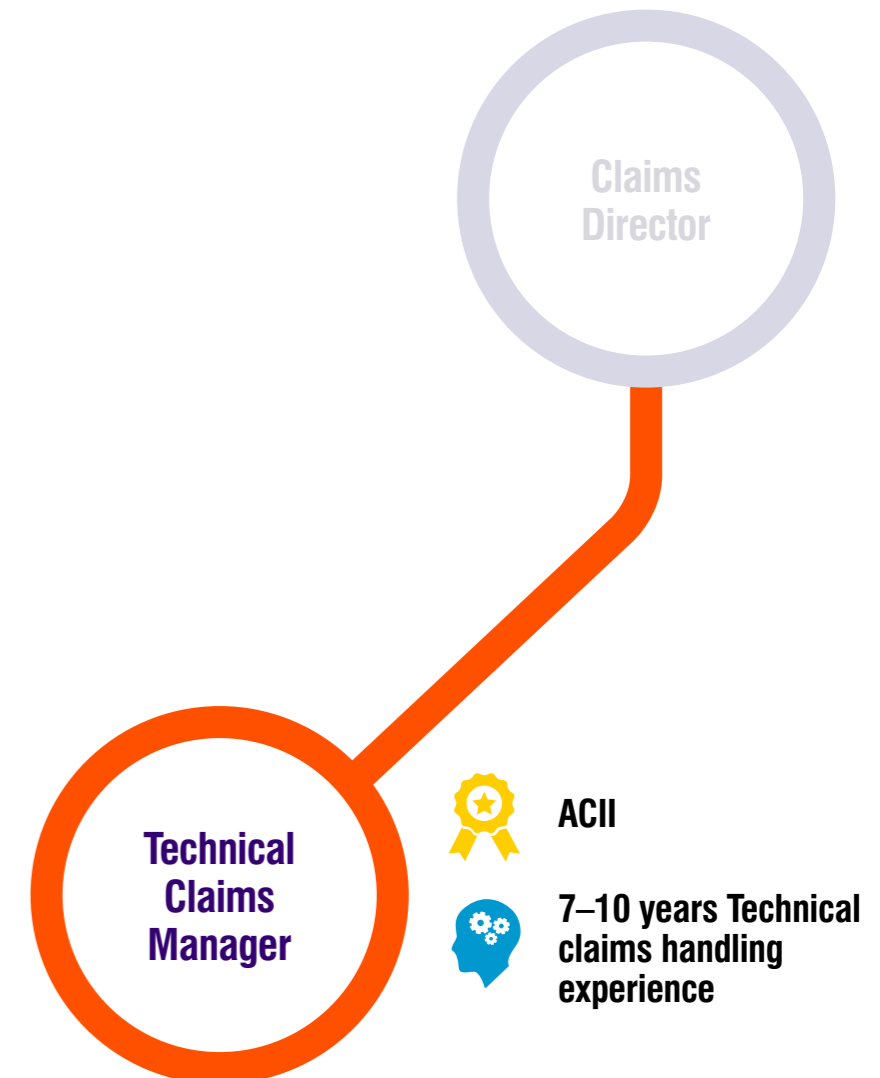 Claims
Director
Technical
Claims
Manager
ACII
7–10 years Technical
claims handling
experience